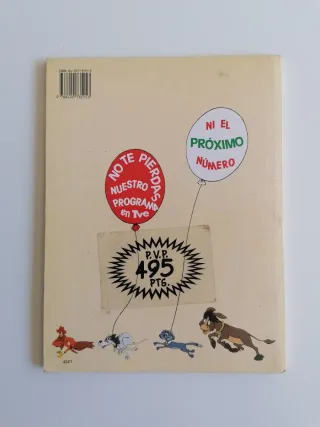 NI EL
PRÓXIMO
NÚMERO
NO TE PIERDAS
NUESTRO
PROGRAMA
en tve
P.V.P.
495
PTS.